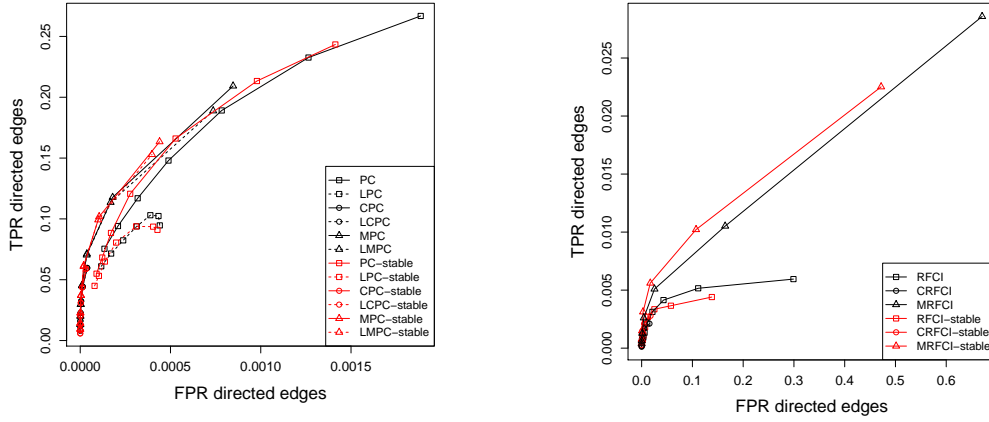 TPR directed edges
0.25
0.20
0.15
0.10
0.05
0.00
0.0000
0.0005
0.0010
0.0015
FPR directed edges
PC
LPC
CPC
LCPC
MPC
LMPC
PC−stable
LPC−stable
CPC−stable
LCPC−stable
MPC−stable
LMPC−stable
TPR directed edges
0.025
0.020
0.015
0.010
0.005
0.000
0.0
0.1
0.2
0.3
0.4
0.5
0.6
FPR directed edges
RFCI
CRFCI
MRFCI
RFCI−stable
CRFCI−stable
MRFCI−stable